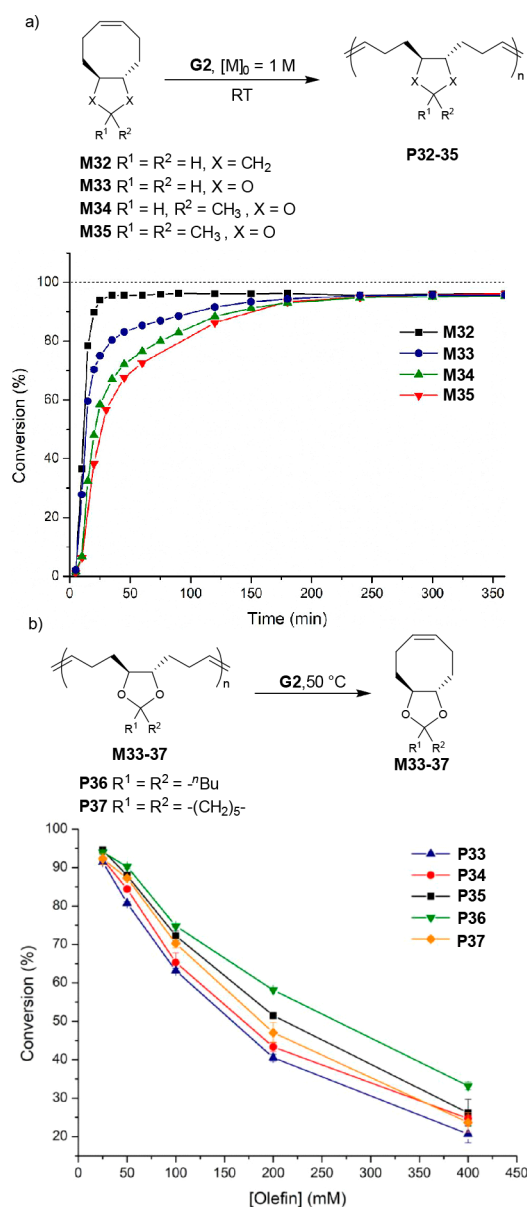 a)
G2, [M]₀ = 1 M
RT
X X
R¹ R²
X X
R¹ R²
n
M32 R¹ = R² = H, X = CH₂
M33 R¹ = R² = H, X = O
M34 R¹ = H, R² = CH₃ , X = O
M35 R¹ = R² = CH₃ , X = O
P32-35
Conversion (%)
100
80
60
40
20
0
M32
M33
M34
M35
0 50 100 150 200 250 300 350
Time (min)
b)
G2,50 °C
O O
R¹ R²
n
O O
R¹ R²
M33-37
M33-37
P36 R¹ = R² = -ⁿBu
P37 R¹ = R² = -(CH₂)₅-
Conversion (%)
100
90
80
70
60
50
40
30
20
P33
P34
P35
P36
P37
0 50 100 150 200 250 300 350 400 450
[Olefin] (mM)